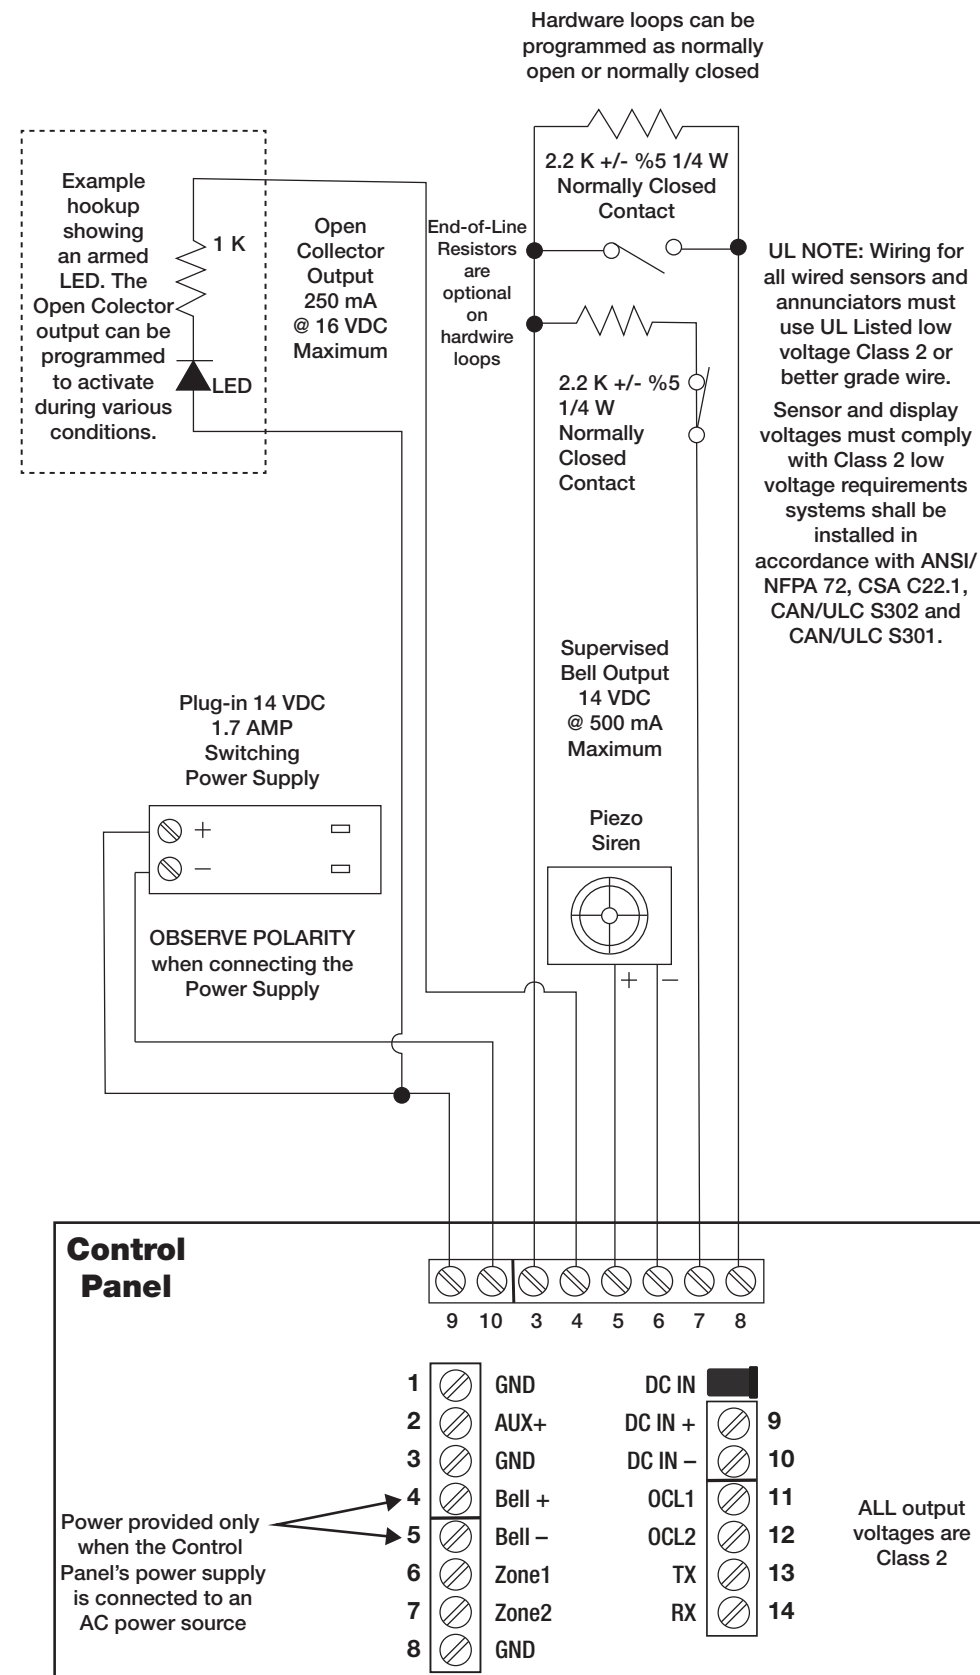 Hardware loops can be
programmed as normally
open or normally closed
2.2 K +/- %5 1/4 W
Normally Closed
Contact
Example
hookup
showing
an armed
LED. The
Open Colector
output can be
programmed
to activate
during various
conditions.
1 K
LED
Open
Collector
Output
250 mA
@ 16 VDC
Maximum
End-of-Line
Resistors
are
optional
on
hardwire
loops
2.2 K +/- %5
1/4 W
Normally
Closed
Contact
UL NOTE: Wiring for
all wired sensors and
annunciators must
use UL Listed low
voltage Class 2 or
better grade wire.
Sensor and display
voltages must comply
with Class 2 low
voltage requirements
systems shall be
installed in
accordance with ANSI/
NFPA 72, CSA C22.1,
CAN/ULC S302 and
CAN/ULC S301.
Supervised
Bell Output
14 VDC
@ 500 mA
Maximum
Plug-in 14 VDC
1.7 AMP
Switching
Power Supply
+
–
OBSERVE POLARITY
when connecting the
Power Supply
Piezo
Siren
+ –
Control
Panel
9 10 3 4 5 6 7 8
1 GND
2 AUX+
3 GND
4 Bell +
5 Bell –
6 Zone1
7 Zone2
8 GND
DC IN
DC IN + 9
DC IN – 10
OCL1 11
OCL2 12
TX 13
RX 14
Power provided only
when the Control
Panel's power supply
is connected to an
AC power source
ALL output
voltages are
Class 2